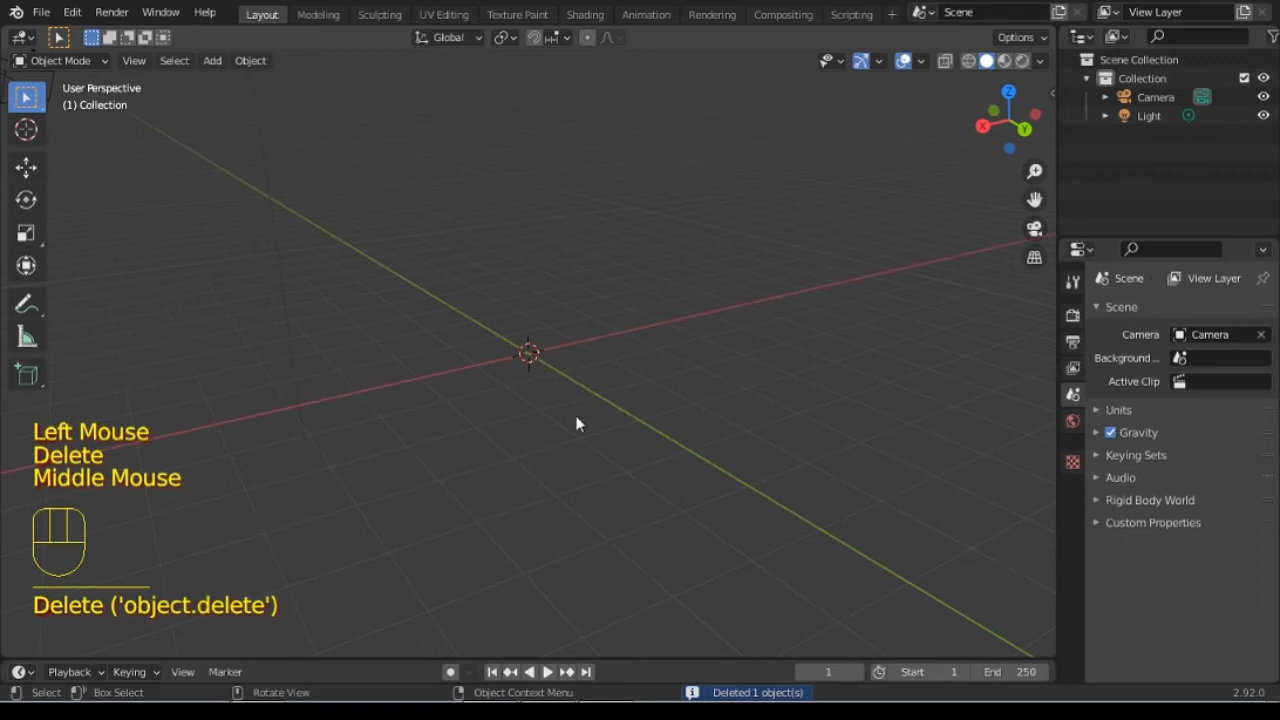 File Edit Render Window Help Layout Modeling Sculpting UV Editing Texture Paint Shading Animation Rendering Compositing Scripting Scene View Layer
Global Options
Object Mode View Select Add Object
User Perspective
(1) Collection
Z
X
Y
Scene Collection
Collection
Camera
Light
Scene View Layer
Scene
Camera Camera
Background ...
Active Clip
Units
Gravity
Keying Sets
Audio
Rigid Body World
Custom Properties
Left Mouse
Delete
Middle Mouse
Delete ('object.delete')
Playback Keying View Marker 1 Start 1 End 250
Select Box Select Rotate View Object Context Menu Deleted 1 object(s) 2.92.0